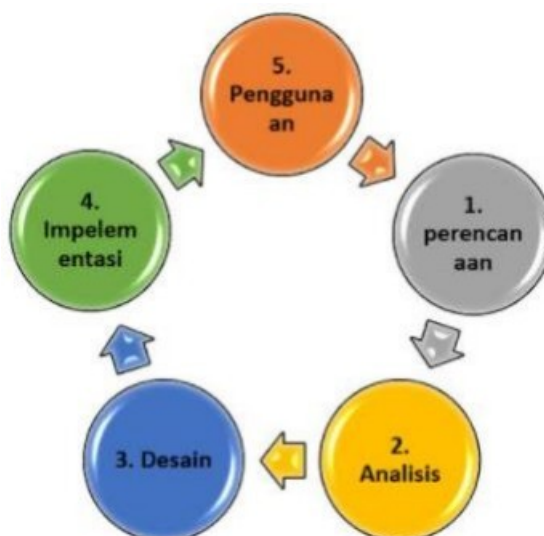 5.
Pengguna
an
1.
perencan
aan
2.
Analisis
3. Desain
4.
Impelem
entasi